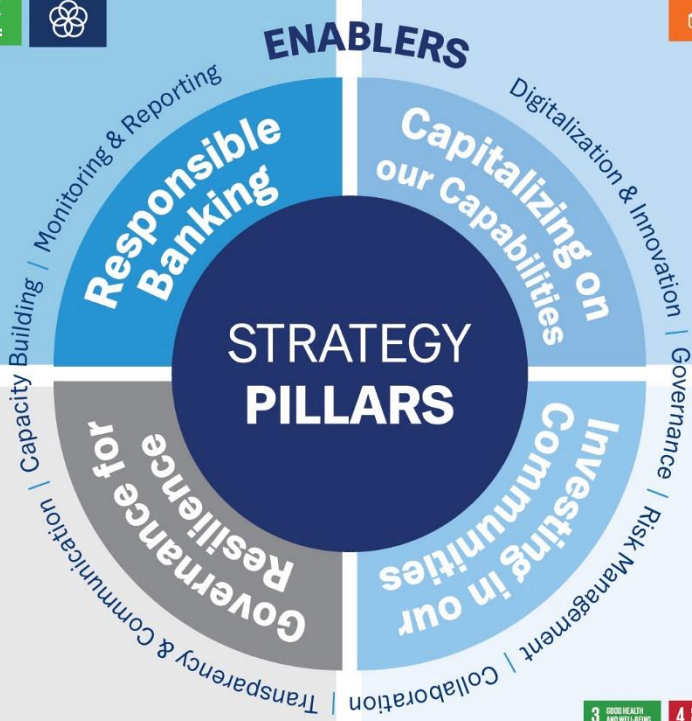 ENABLERS
Digitalization & Innovation | Governance | Risk Management | Collaboration | Transparency & Communication | Capacity Building | Monitoring & Reporting
Responsible
Banking
Capitalizing on
our Capabilities
STRATEGY
PILLARS
Governance for
Resilience
Investing in our
Communities
3 GOOD HEALTH
AND WELL-BEING
4